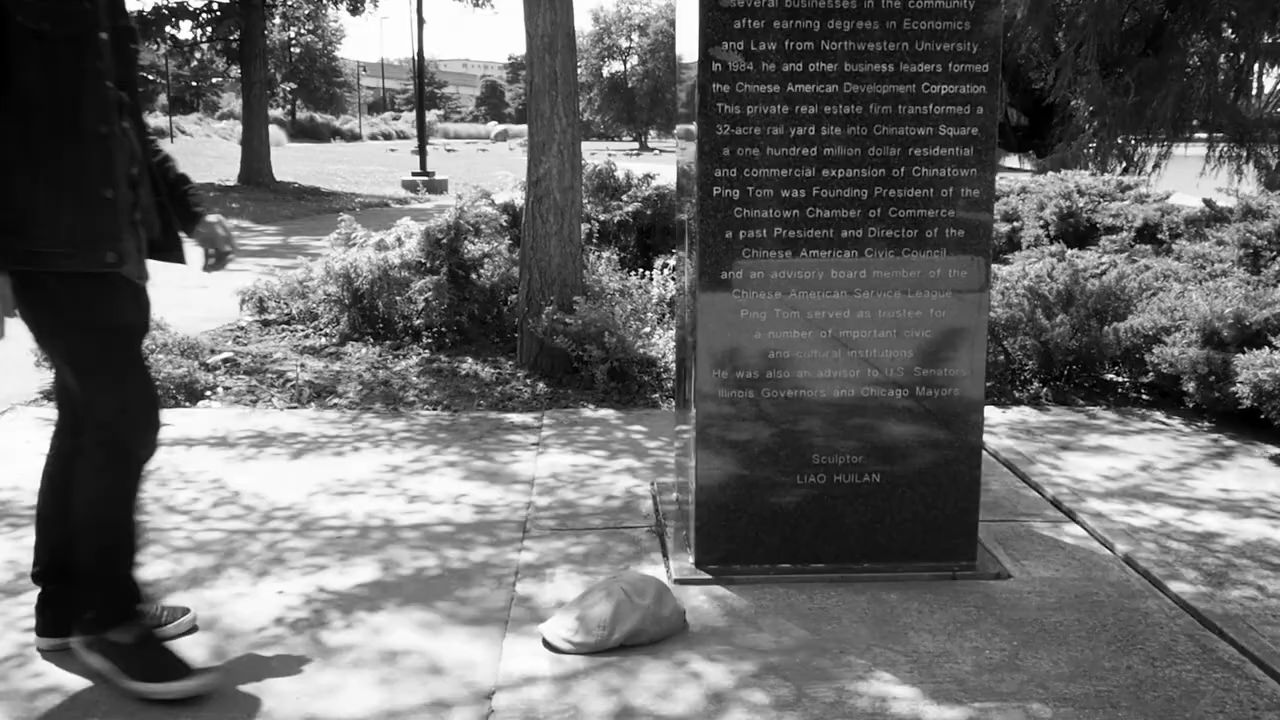 several businesses in the community
after earning degrees in Economics
and Law from Northwestern University.
In 1984, he and other business leaders formed
the Chinese American Development Corporation.
This private real estate firm transformed a
32-acre rail yard site into Chinatown Square,
a one hundred million dollar residential
and commercial expansion of Chinatown
Ping Tom was Founding President of the
Chinatown Chamber of Commerce
a past President and Director of the
Chinese American Civic Council
and an advisory board member of the
Chinese American Service League
Ping Tom served as trustee for
a number of important civic
and cultural institutions
He was also an advisor to U.S. Senators
Illinois Governors and Chicago Mayors
Sculptor
LIAO HUILAN